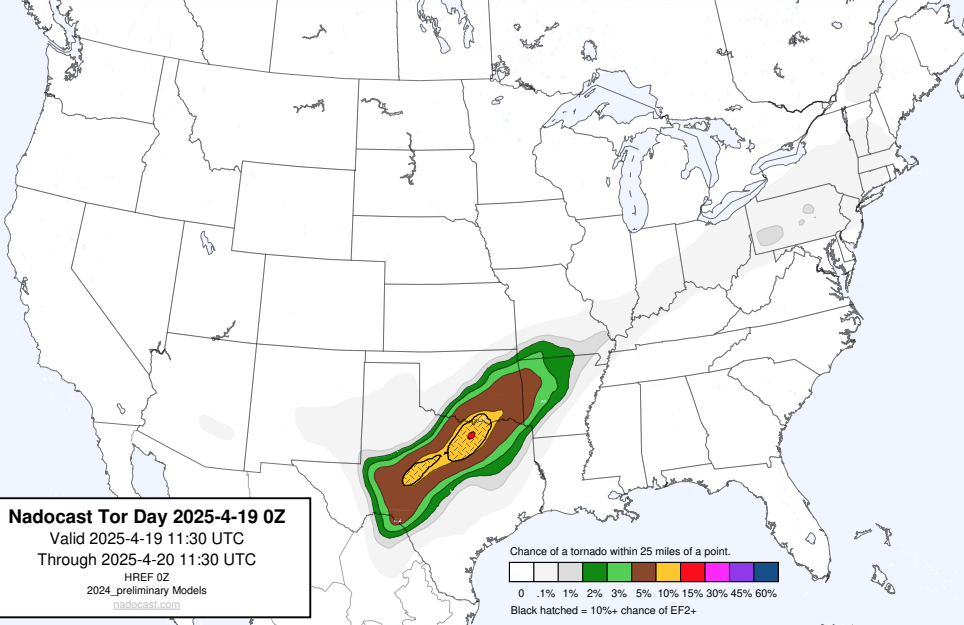 Nadocast Tor Day 2025-4-19 0Z
Valid 2025-4-19 11:30 UTC
Through 2025-4-20 11:30 UTC
HREF 0Z
2024_preliminary Models
nadocast.com
Chance of a tornado within 25 miles of a point.
0 .1% 1% 2% 3% 5% 10% 15% 30% 45% 60%
Black hatched = 10%+ chance of EF2+